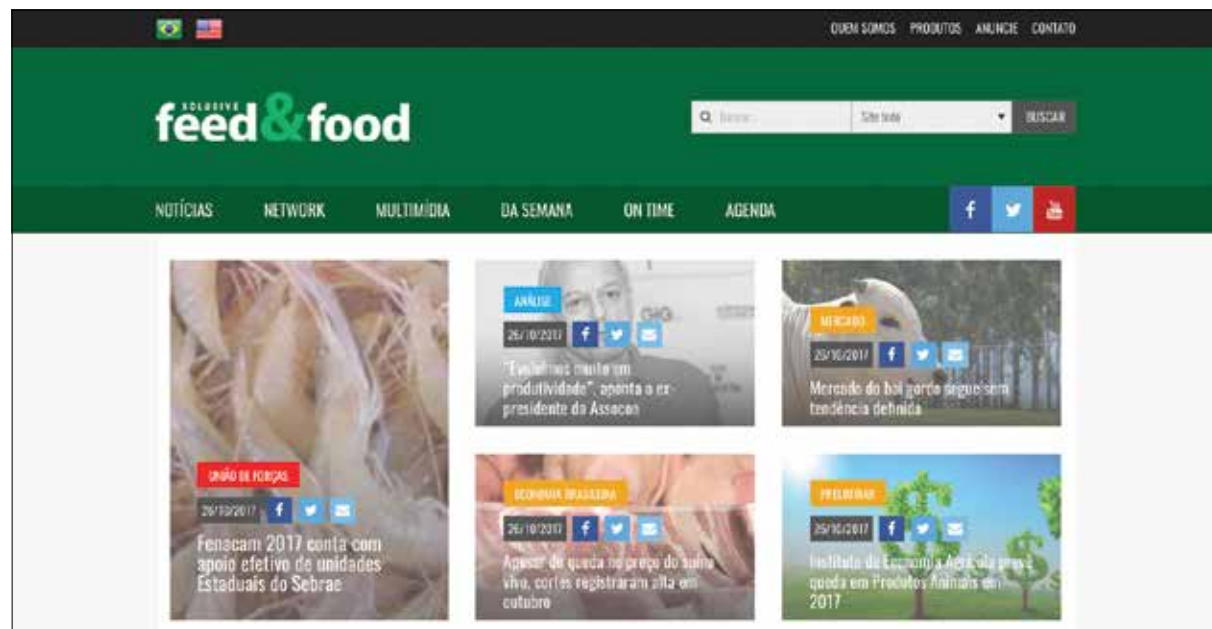 QUEM SOMOS PRODUTOS ANUNCIE CONTATO
feed&food
Site todo
BUSCAR
NOTÍCIAS NETWORK MULTIMÍDIA DA SEMANA ON TIME AGENDA
UNIÃO DE FORÇAS
26/10/2017
Fenacam 2017 conta com
apoio efetivo de unidades
Estaduais do Sebrae
ANÁLISE
26/10/2017
"Evoluímos muito em
produtividade", aponta o ex-
presidente da Assocon
MERCADO
26/10/2017
Mercado do boi gordo segue sem
tendência definida
ECONOMIA BRASILEIRA
26/10/2017
Apesar de queda no preço do suíno
vivo, cortes registraram alta em
outubro
PRELIMINAR
25/10/2017
Instituto de Economia Agrícola prevê
queda em Produtos Animais em
2017